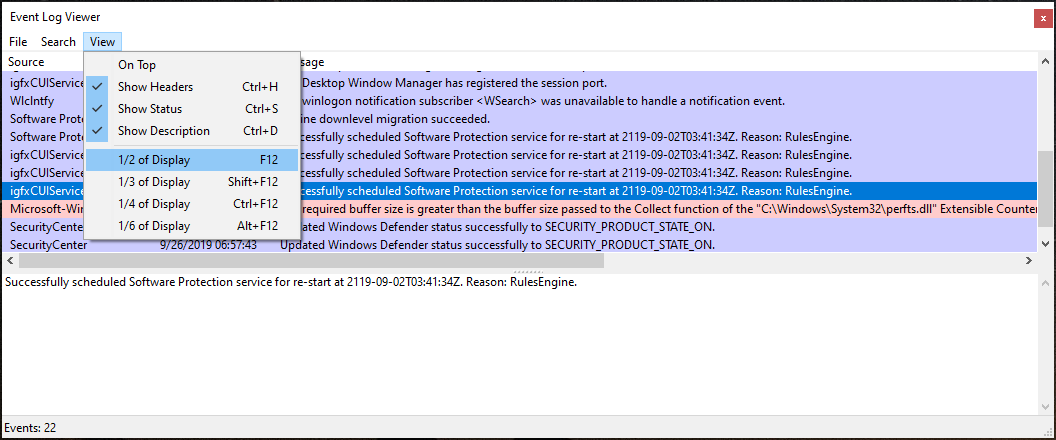 Event Log Viewer
x
File Search View
Source sage
On Top
Show Headers Ctrl+H
Show Status Ctrl+S
Show Description Ctrl+D
1/2 of Display F12
1/3 of Display Shift+F12
1/4 of Display Ctrl+F12
1/6 of Display Alt+F12
igfxCUIService Desktop Window Manager has registered the session port.
Wlclntfy winlogon notification subscriber <WSearch> was unavailable to handle a notification event.
Software Prot ine downlevel migration succeeded.
Software Prot cessfully scheduled Software Protection service for re-start at 2119-09-02T03:41:34Z. Reason: RulesEngine.
igfxCUIService cessfully scheduled Software Protection service for re-start at 2119-09-02T03:41:34Z. Reason: RulesEngine.
igfxCUIService cessfully scheduled Software Protection service for re-start at 2119-09-02T03:41:34Z. Reason: RulesEngine.
igfxCUIService cessfully scheduled Software Protection service for re-start at 2119-09-02T03:41:34Z. Reason: RulesEngine.
Microsoft-Win required buffer size is greater than the buffer size passed to the Collect function of the "C:\Windows\System32\perfts.dll" Extensible Counter
SecurityCenter dated Windows Defender status successfully to SECURITY_PRODUCT_STATE_ON.
SecurityCenter 9/26/2019 06:57:43 Updated Windows Defender status successfully to SECURITY_PRODUCT_STATE_ON.
Successfully scheduled Software Protection service for re-start at 2119-09-02T03:41:34Z. Reason: RulesEngine.
Events: 22